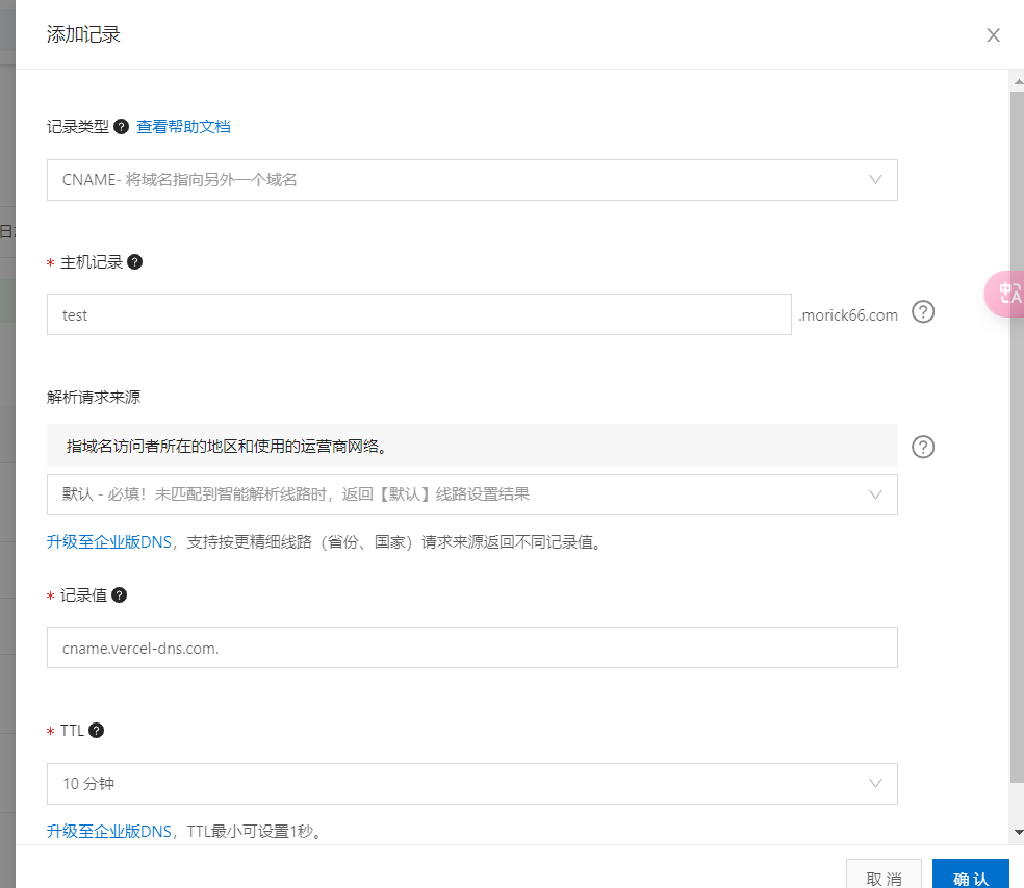 添加记录
X
记录类型 ? 查看帮助文档
CNAME- 将域名指向另外一个域名
* 主机记录 ?
test .morick66.com ?
中A
解析请求来源
指域名访问者所在的地区和使用的运营商网络。 ?
默认 - 必填！未匹配到智能解析线路时，返回【默认】线路设置结果
升级至企业版DNS，支持按更精细线路（省份、国家）请求来源返回不同记录值。
* 记录值 ?
cname.vercel-dns.com.
* TTL ?
10 分钟
升级至企业版DNS，TTL最小可设置1秒。
取消 确认